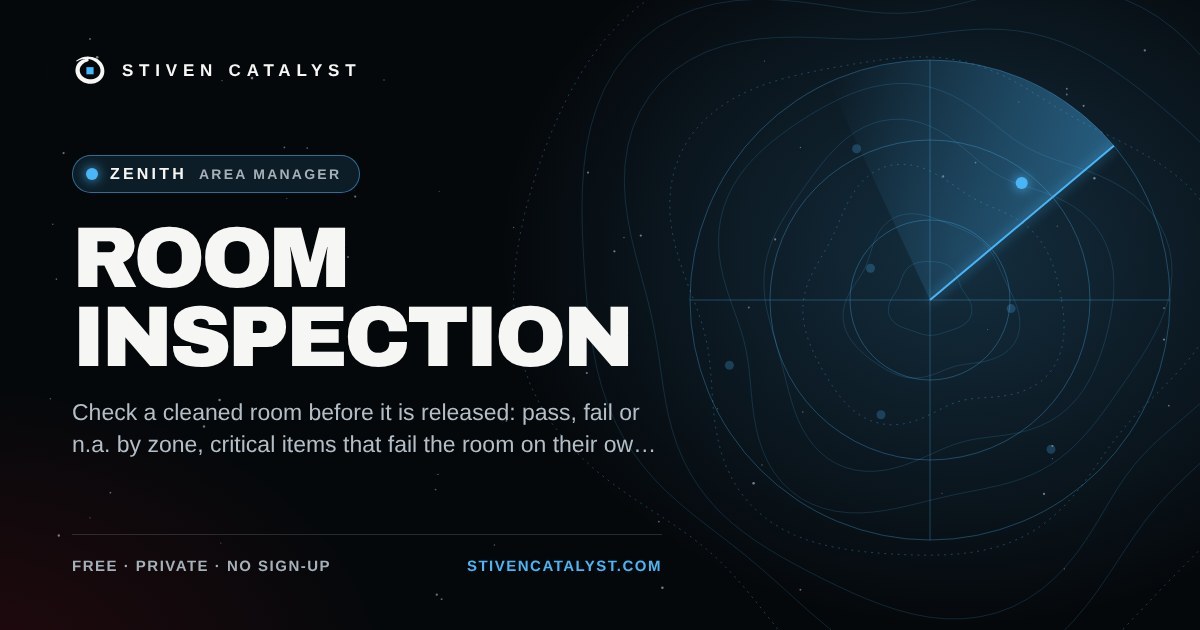 STIVEN CATALYST
ZENITH AREA MANAGER
ROOM
INSPECTION
Check a cleaned room before it is released: pass, fail or
n.a. by zone, critical items that fail the room on their ow…
FREE · PRIVATE · NO SIGN-UP
STIVENCATALYST.COM